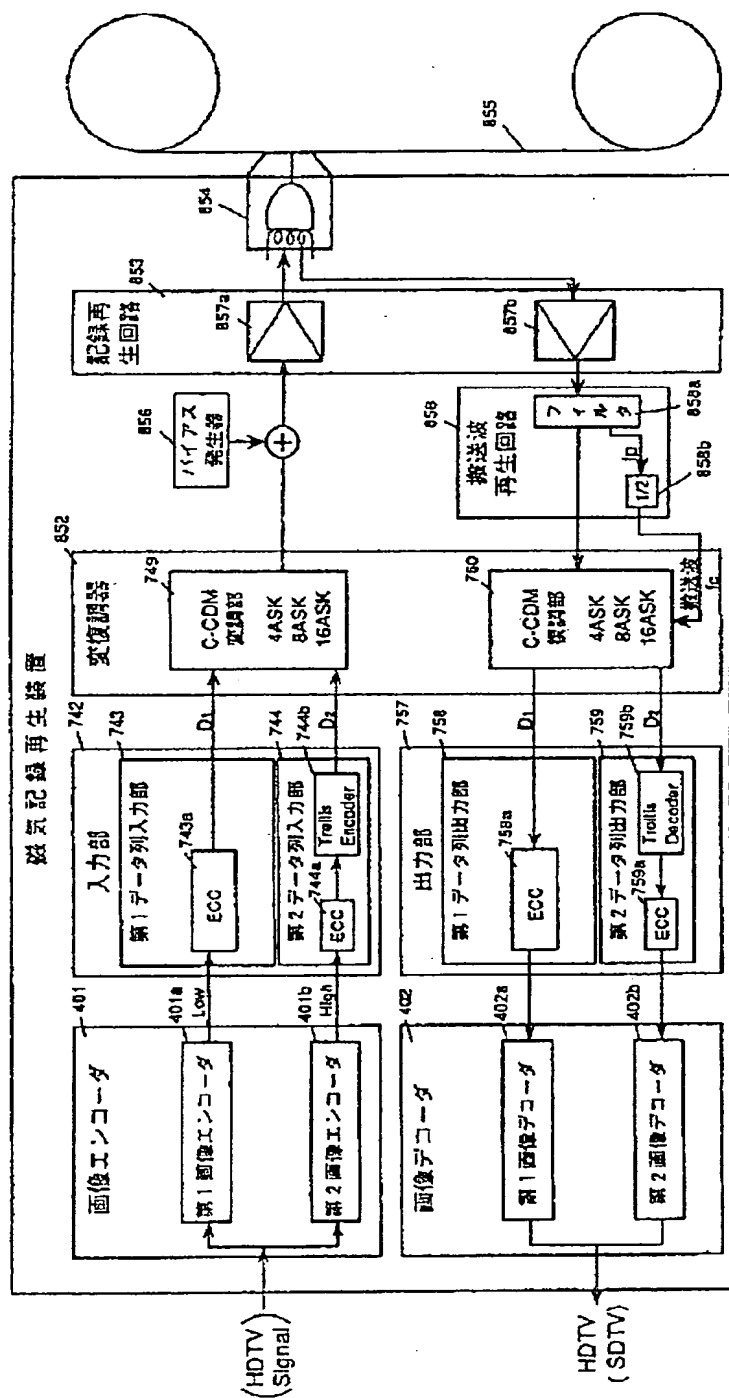 磁気記録再生装置
(HDTV
Signal)
画像エンコーダ
401
第1画像エンコーダ
401a
Low
第2画像エンコーダ
401b
High
入力部
742
第1データ列入力部
743
ECC
743a
D1
第2データ列入力部
744
ECC
744a
Trellis
Encoder
744b
D2
変復調器
852
749
C-CDM
変調部
4ASK
8ASK
16ASK
バイアス
発生器
856
+
記録再
生回路
853
857a
854
855
HDTV
(SDTV)
画像デコーダ
402
第1画像デコーダ
402a
第2画像デコーダ
402b
出力部
757
第1データ列出力部
758
ECC
758a
D1
第2データ列出力部
759
ECC
759a
Trellis
Decoder
759b
D2
760
C-CDM
復調部
4ASK
8ASK
16ASK
搬送波
fc
搬送波
再生回路
858
フィルタ
858a
1/2
858b
857b